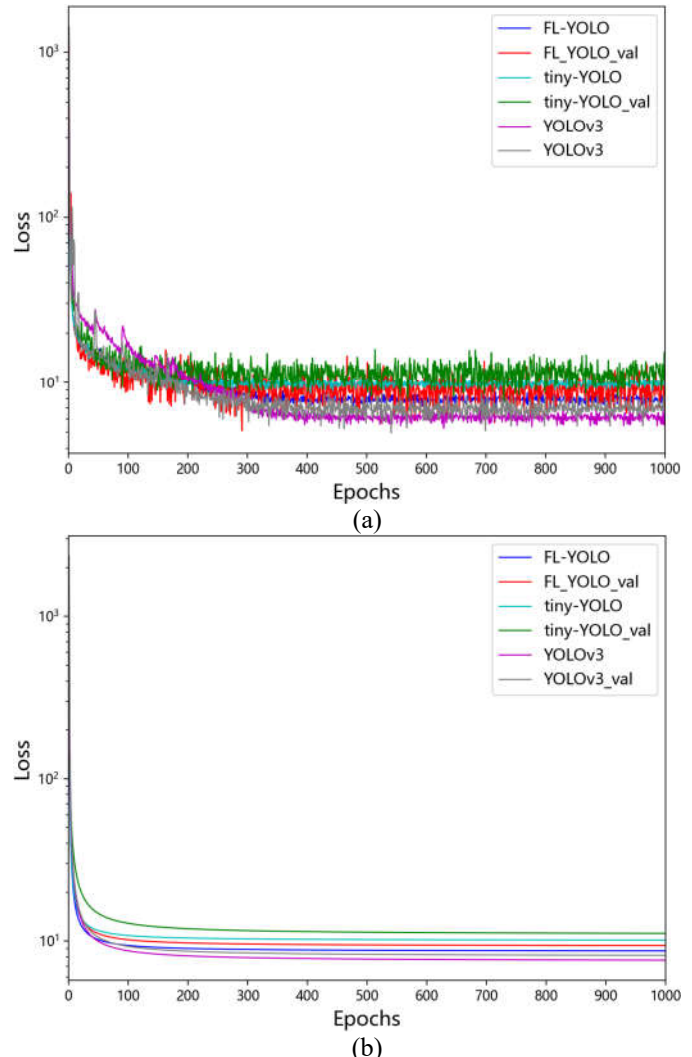 10³
10²
10¹
Loss
FL-YOLO
FL_YOLO_val
tiny-YOLO
tiny-YOLO_val
YOLOv3
YOLOv3
0 100 200 300 400 500 600 700 800 900 1000
Epochs
(a)
10³
10²
10¹
Loss
FL-YOLO
FL_YOLO_val
tiny-YOLO
tiny-YOLO_val
YOLOv3
YOLOv3_val
0 100 200 300 400 500 600 700 800 900 1000
Epochs
(b)